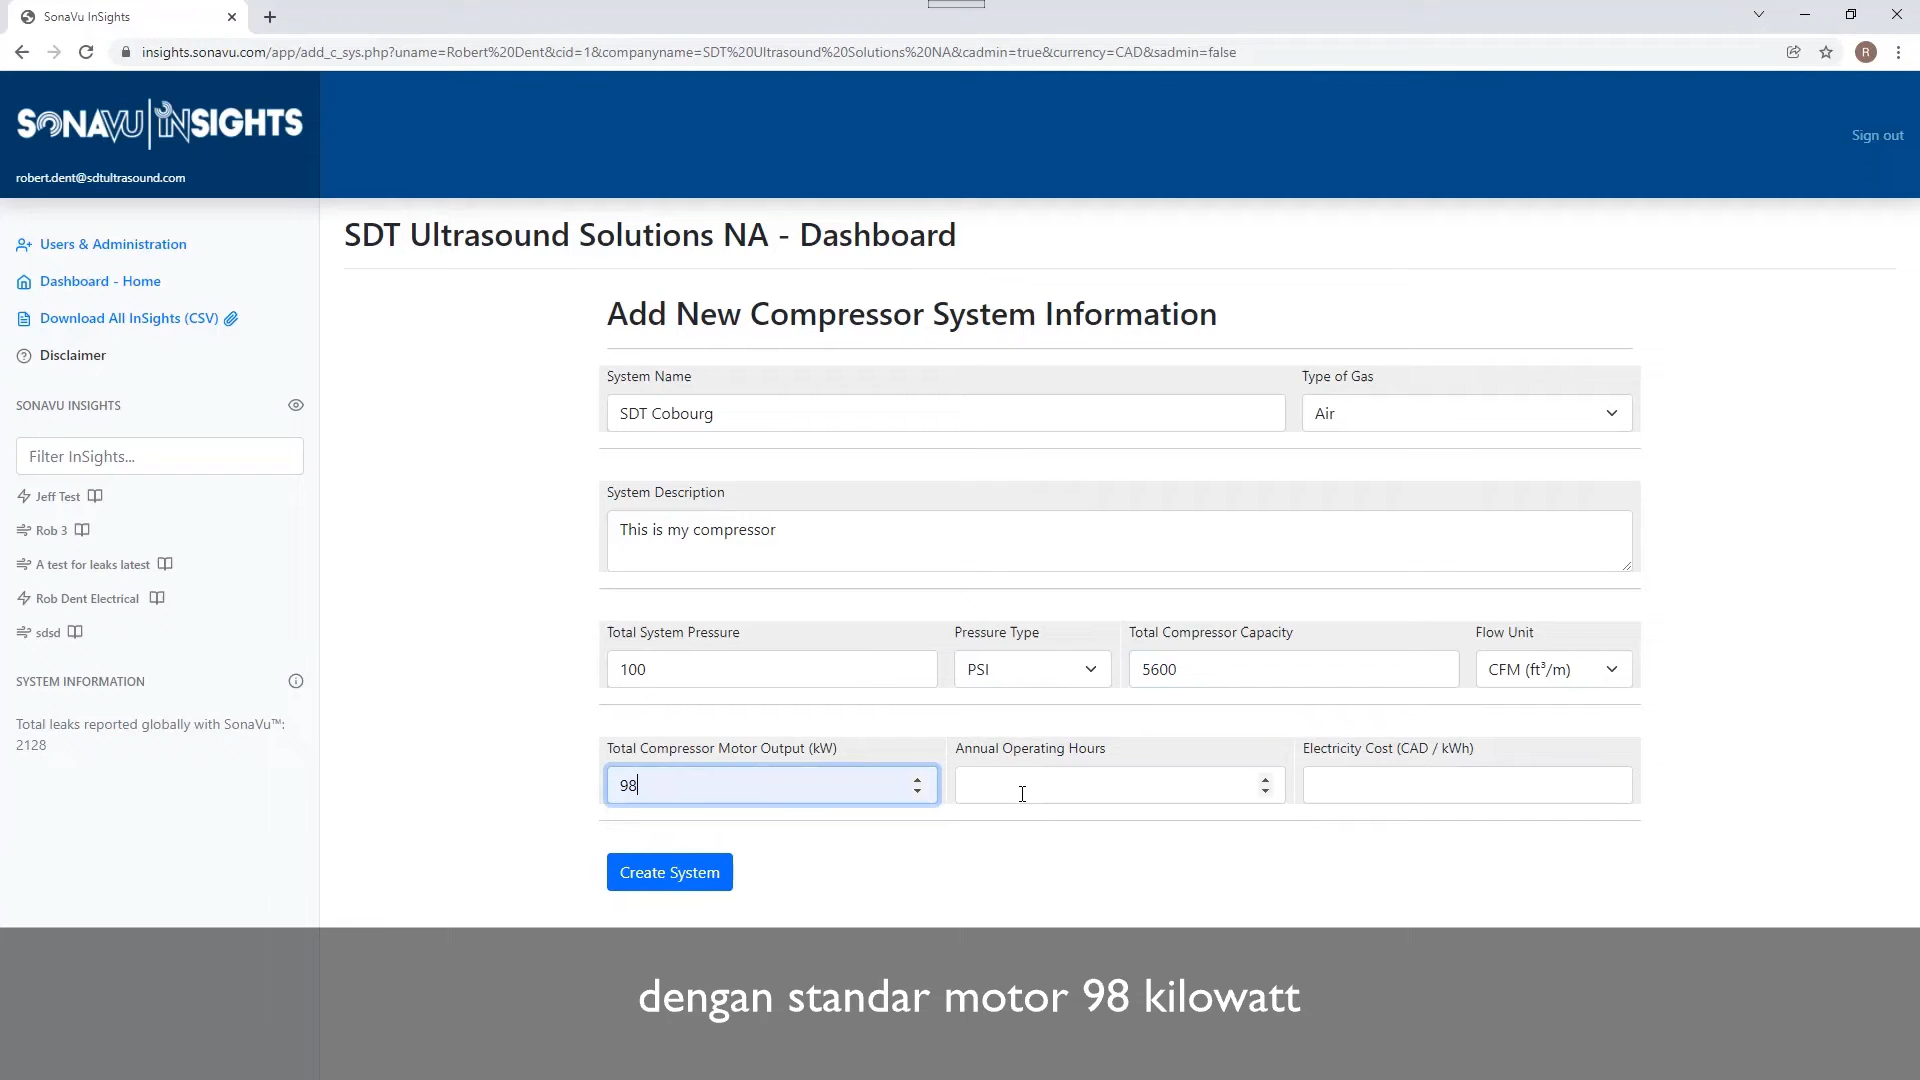 SonaVu InSights
insights.sonavu.com/app/add_c_sys.php?uname=Robert%20Dent&cid=1&companyname=SDT%20Ultrasound%20Solutions%20NA&cadmin=true&currency=CAD&sadmin=false
R
SONAVU INSIGHTS
Sign out
robert.dent@sdtultrasound.com
Users & Administration
Dashboard - Home
Download All InSights (CSV)
Disclaimer
SONAVU INSIGHTS
Filter InSights...
Jeff Test
Rob 3
A test for leaks latest
Rob Dent Electrical
sdsd
SYSTEM INFORMATION
Total leaks reported globally with SonaVu™:
2128
SDT Ultrasound Solutions NA - Dashboard
Add New Compressor System Information
System Name
Type of Gas
SDT Cobourg
Air
System Description
This is my compressor
Total System Pressure
Pressure Type
Total Compressor Capacity
Flow Unit
100
PSI
5600
CFM (ft³/m)
Total Compressor Motor Output (kW)
Annual Operating Hours
Electricity Cost (CAD / kWh)
98
Create System
dengan standar motor 98 kilowatt